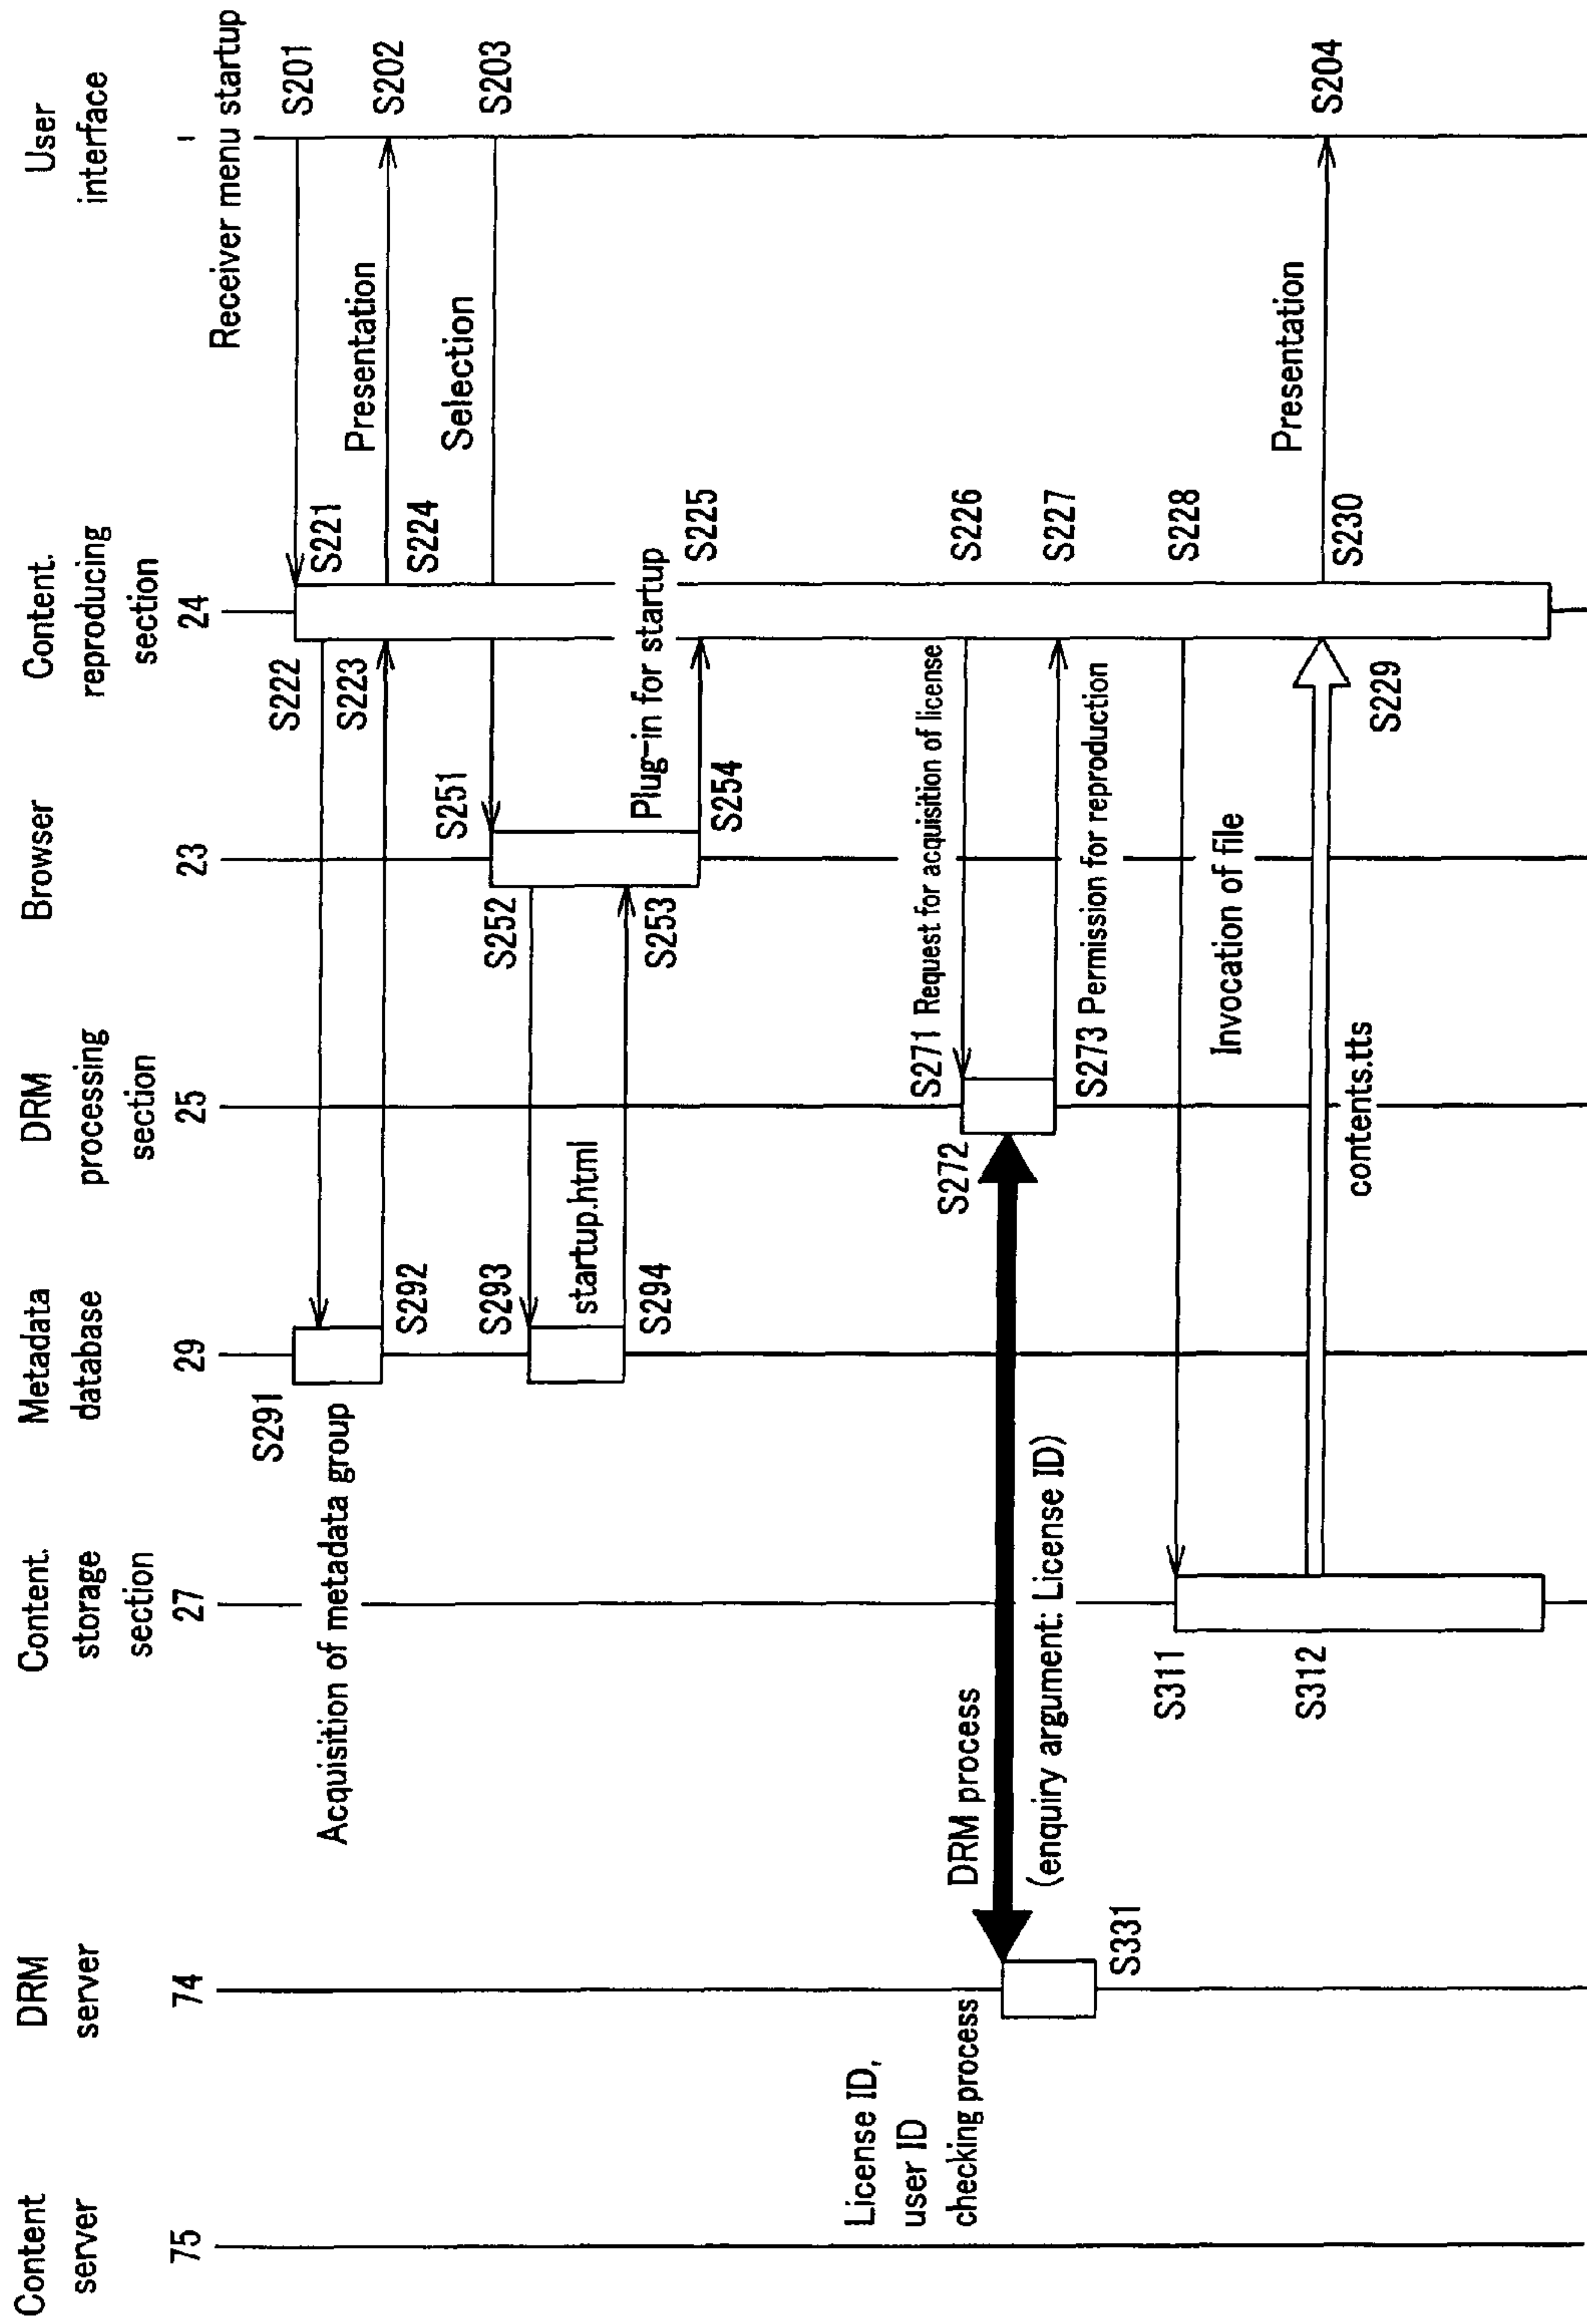 Content
server
75
DRM
server
74
Content.
storage
section
27
Metadata
database
29
DRM
processing
section
25
Browser
23
Content.
reproducing
section
24
User
interface
Receiver menu startup
S201
S221
S222
S291
Acquisition of metadata group
S292
S223
S224
Presentation
S202
S203
Selection
S251
S252
S293
startup.html
S294
S253
Plug-in for startup
S254
S225
S226
S271 Request for acquisition of license
S272
DRM process
(enquiry argument: License ID)
License ID,
user ID
checking process
S331
S273 Permission for reproduction
S227
S228
Invocation of file
S311
S312
contents.tts
S229
S230
Presentation
S204